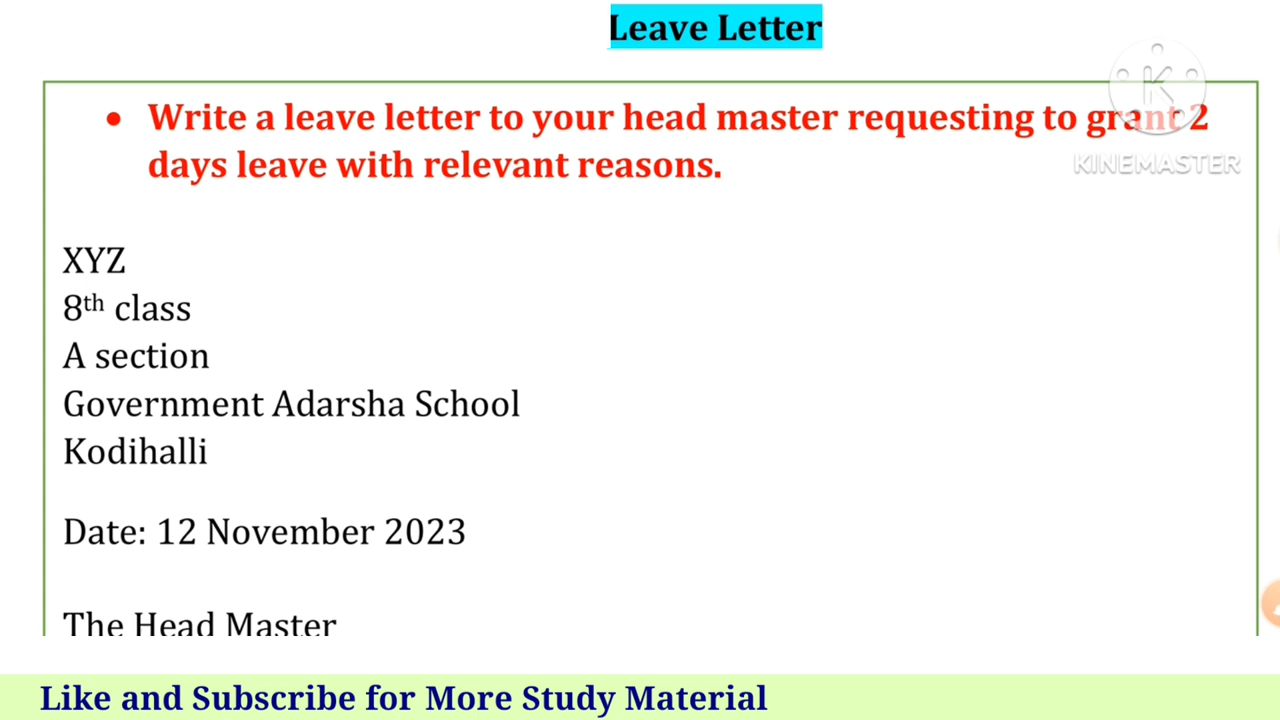 Leave Letter
• Write a leave letter to your head master requesting to grant 2
days leave with relevant reasons.
KINEMASTER
XYZ
8th class
A section
Government Adarsha School
Kodihalli
Date: 12 November 2023
The Head Master
Like and Subscribe for More Study Material